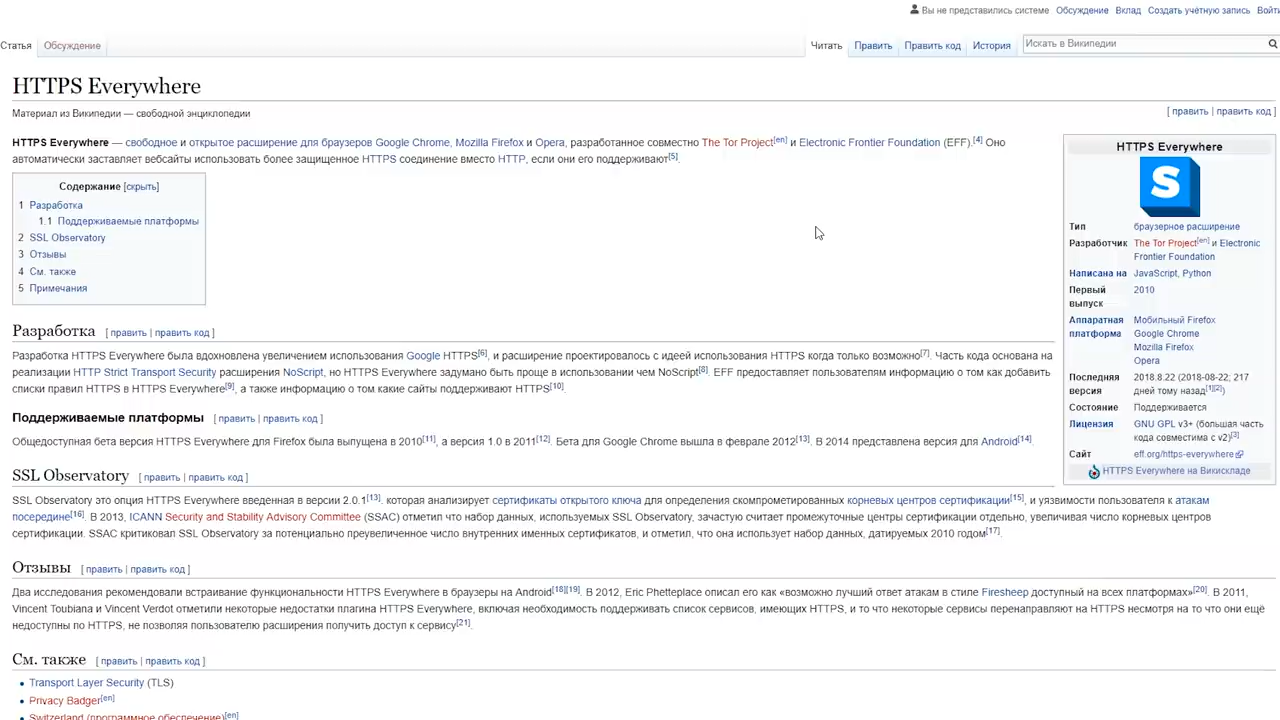 Вы не представились системе Обсуждение Вклад Создать учётную запись Войти
Статья Обсуждение Читать Править Править код История Искать в Википедии
HTTPS Everywhere
Материал из Википедии — свободной энциклопедии
[ править | править код ]
HTTPS Everywhere — свободное и открытое расширение для браузеров Google Chrome, Mozilla Firefox и Opera, разработанное совместно The Tor Project[en] и Electronic Frontier Foundation (EFF).[4] Оно
автоматически заставляет вебсайты использовать более защищенное HTTPS соединение вместо HTTP, если они его поддерживают[5].
Содержание [скрыть]
1 Разработка
1.1 Поддерживаемые платформы
2 SSL Observatory
3 Отзывы
4 См. также
5 Примечания
HTTPS Everywhere
S
Тип браузерное расширение
Разработчик The Tor Project[en] и Electronic
Frontier Foundation
Написана на JavaScript, Python
Первый 2010
выпуск
Аппаратная Мобильный Firefox
платформа Google Chrome
Mozilla Firefox
Opera
Последняя 2018.8.22 (2018-08-22; 217
версия дней тому назад)[1][2])
Состояние Поддерживается
Лицензия GNU GPL v3+ (большая часть
кода совместима с v2)[3]
Сайт eff.org/https-everywhere
HTTPS Everywhere на Викискладе
Разработка [ править | править код ]
Разработка HTTPS Everywhere была вдохновлена увеличением использования Google HTTPS[6], и расширение проектировалось с идеей использования HTTPS когда только возможно[7]. Часть кода основана на
реализации HTTP Strict Transport Security расширения NoScript, но HTTPS Everywhere задумано быть проще в использовании чем NoScript[8]. EFF предоставляет пользователям информацию о том как добавить
списки правил HTTPS в HTTPS Everywhere[9], а также информацию о том какие сайты поддерживают HTTPS[10].
Поддерживаемые платформы [ править | править код ]
Общедоступная бета версия HTTPS Everywhere для Firefox была выпущена в 2010[11], а версия 1.0 в 2011[12]. Бета для Google Chrome вышла в феврале 2012[13]. В 2014 представлена версия для Android[14].
SSL Observatory [ править | править код ]
SSL Observatory это опция HTTPS Everywhere введенная в версии 2.0.1[13]. которая анализирует сертификаты открытого ключа для определения скомпрометированных корневых центров сертификации[15], и уязвимости пользователя к атакам
посередине[16]. В 2013, ICANN Security and Stability Advisory Committee (SSAC) отметил что набор данных, используемых SSL Observatory, зачастую считает промежуточные центры сертификации отдельно, увеличивая число корневых центров
сертификации. SSAC критиковал SSL Observatory за потенциально преувеличенное число внутренних именных сертификатов, и отметил, что она использует набор данных, датируемых 2010 годом[17].
Отзывы [ править | править код ]
Два исследования рекомендовали встраивание функциональности HTTPS Everywhere в браузеры на Android[18][19]. В 2012, Eric Phetteplace описал его как «возможно лучший ответ атакам в стиле Firesheep доступный на всех платформах»[20]. В 2011,
Vincent Toubiana и Vincent Verdot отметили некоторые недостатки плагина HTTPS Everywhere, включая необходимость поддерживать список сервисов, имеющих HTTPS, и то что некоторые сервисы перенаправляют на HTTPS несмотря на то что они ещё
недоступны по HTTPS, не позволяя пользователю расширения получить доступ к сервису[21].
См. также [ править | править код ]
Transport Layer Security (TLS)
Privacy Badger[en]
Switzerland (программное обеспечение)[en]